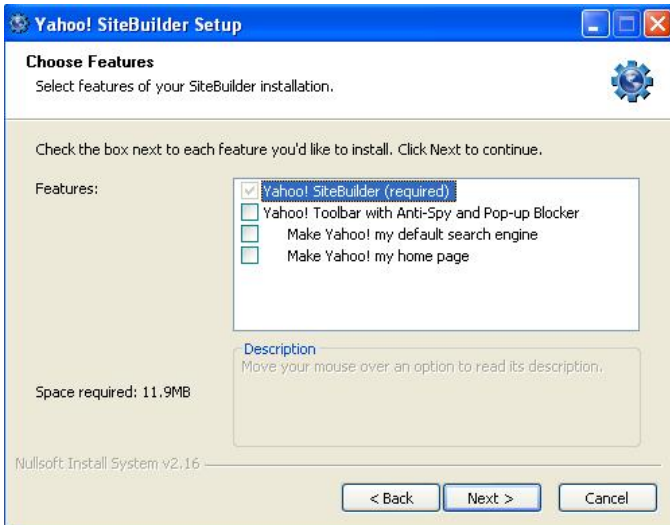 Yahoo! SiteBuilder Setup
Choose Features
Select features of your SiteBuilder installation.
Check the box next to each feature you'd like to install. Click Next to continue.
Features:
Yahoo! SiteBuilder (required)
Yahoo! Toolbar with Anti-Spy and Pop-up Blocker
Make Yahoo! my default search engine
Make Yahoo! my home page
Description
Move your mouse over an option to read its description.
Space required: 11.9MB
Nullsoft Install System v2.16
< Back
Next >
Cancel